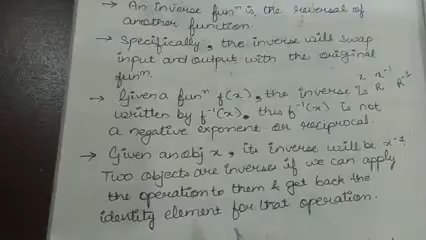 → An inverse funⁿ is the reversal of
another function.
→ Specifically, the inverse will swap
input and output with the original
funⁿ.
x x⁻¹
→ Given a funⁿ f(x), the inverse is R R⁻¹
written by f⁻¹(x), this f⁻¹(x) is not
a negative exponent or reciprocal.
→ Given an obj x, its inverse will be x⁻¹.
Two objects are inverse if we can apply
the operation to them & get back the
identity element for that operation.